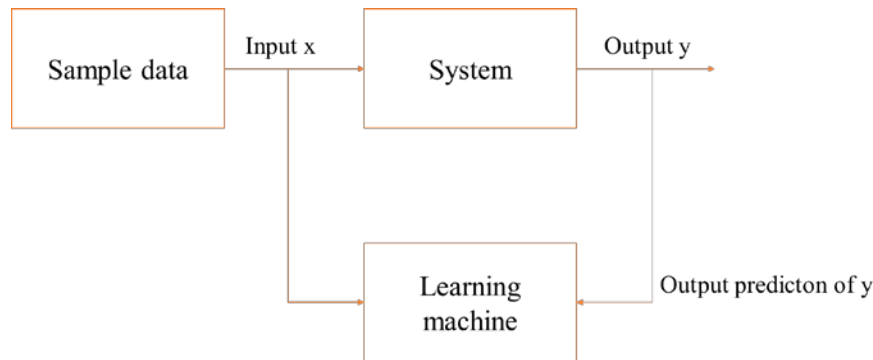 Input x
Output y
Sample data
System
Learning
machine
Output predicton of y